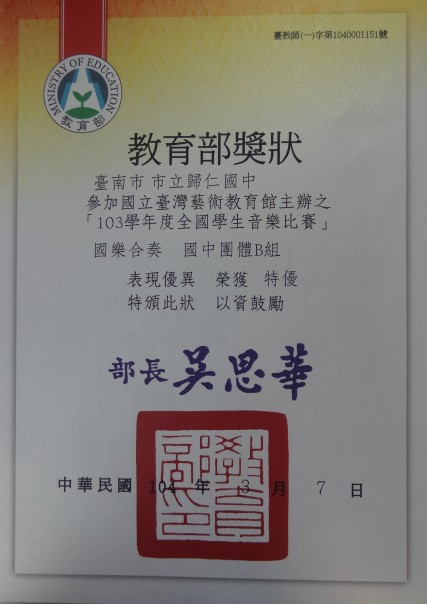 臺教師(一)字第1040001151號
MINISTRY OF EDUCATION
教育部
教育部獎狀
臺南市 市立歸仁國中
參加國立臺灣藝術教育館主辦之
「103學年度全國學生音樂比賽」
國樂合奏 國中團體B組
表現優異 榮獲 特優
特頒此狀 以資鼓勵
部長 吳思華
教育部印
中華民國 104 年 3 月 7 日